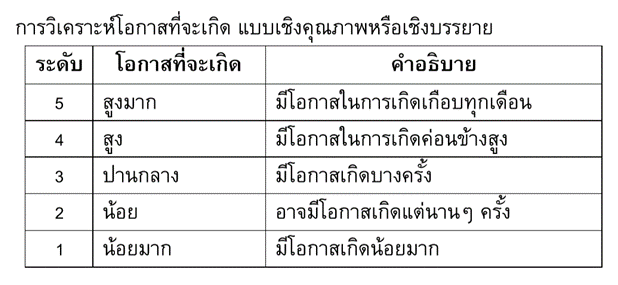 การวิเคราะห์โอกาสที่จะเกิด แบบเชิงคุณภาพหรือเชิงบรรยาย
ระดับ โอกาสที่จะเกิด คำอธิบาย
5 สูงมาก มีโอกาสในการเกิดเกือบทุกเดือน
4 สูง มีโอกาสในการเกิดค่อนข้างสูง
3 ปานกลาง มีโอกาสเกิดบางครั้ง
2 น้อย อาจมีโอกาสเกิดแต่นานๆ ครั้ง
1 น้อยมาก มีโอกาสเกิดน้อยมาก